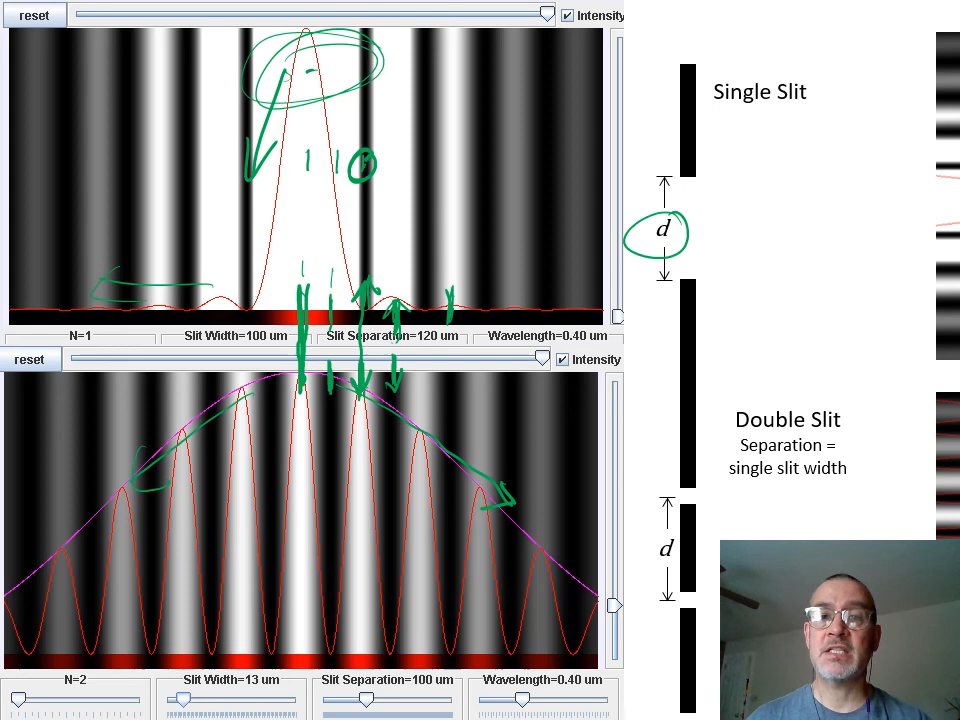 reset
Intensity
N=1 Slit Width=100 um Slit Separation=120 um Wavelength=0.40 um
reset
Intensity
N=2 Slit Width=13 um Slit Separation=100 um Wavelength=0.40 um
Single Slit
d
Double Slit
Separation =
single slit width
d